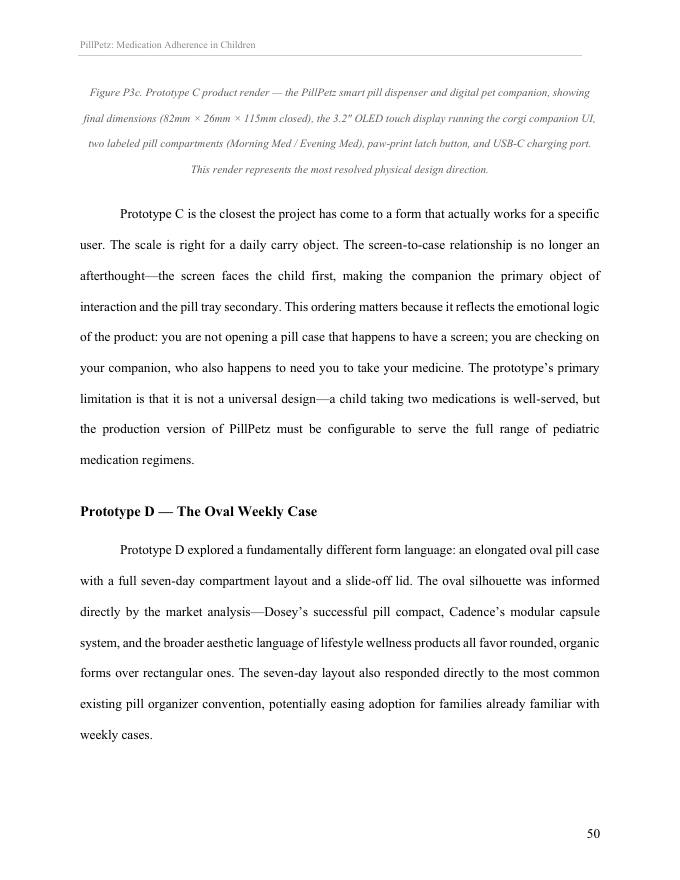 PillPetz: Medication Adherence in Children
Figure P3c. Prototype C product render — the PillPetz smart pill dispenser and digital pet companion, showing
final dimensions (82mm × 26mm × 115mm closed), the 3.2" OLED touch display running the corgi companion UI,
two labeled pill compartments (Morning Med / Evening Med), paw-print latch button, and USB-C charging port.
This render represents the most resolved physical design direction.
Prototype C is the closest the project has come to a form that actually works for a specific
user. The scale is right for a daily carry object. The screen-to-case relationship is no longer an
afterthought—the screen faces the child first, making the companion the primary object of
interaction and the pill tray secondary. This ordering matters because it reflects the emotional logic
of the product: you are not opening a pill case that happens to have a screen; you are checking on
your companion, who also happens to need you to take your medicine. The prototype’s primary
limitation is that it is not a universal design—a child taking two medications is well-served, but
the production version of PillPetz must be configurable to serve the full range of pediatric
medication regimens.
Prototype D — The Oval Weekly Case
Prototype D explored a fundamentally different form language: an elongated oval pill case
with a full seven-day compartment layout and a slide-off lid. The oval silhouette was informed
directly by the market analysis—Dosey’s successful pill compact, Cadence’s modular capsule
system, and the broader aesthetic language of lifestyle wellness products all favor rounded, organic
forms over rectangular ones. The seven-day layout also responded directly to the most common
existing pill organizer convention, potentially easing adoption for families already familiar with
weekly cases.
50